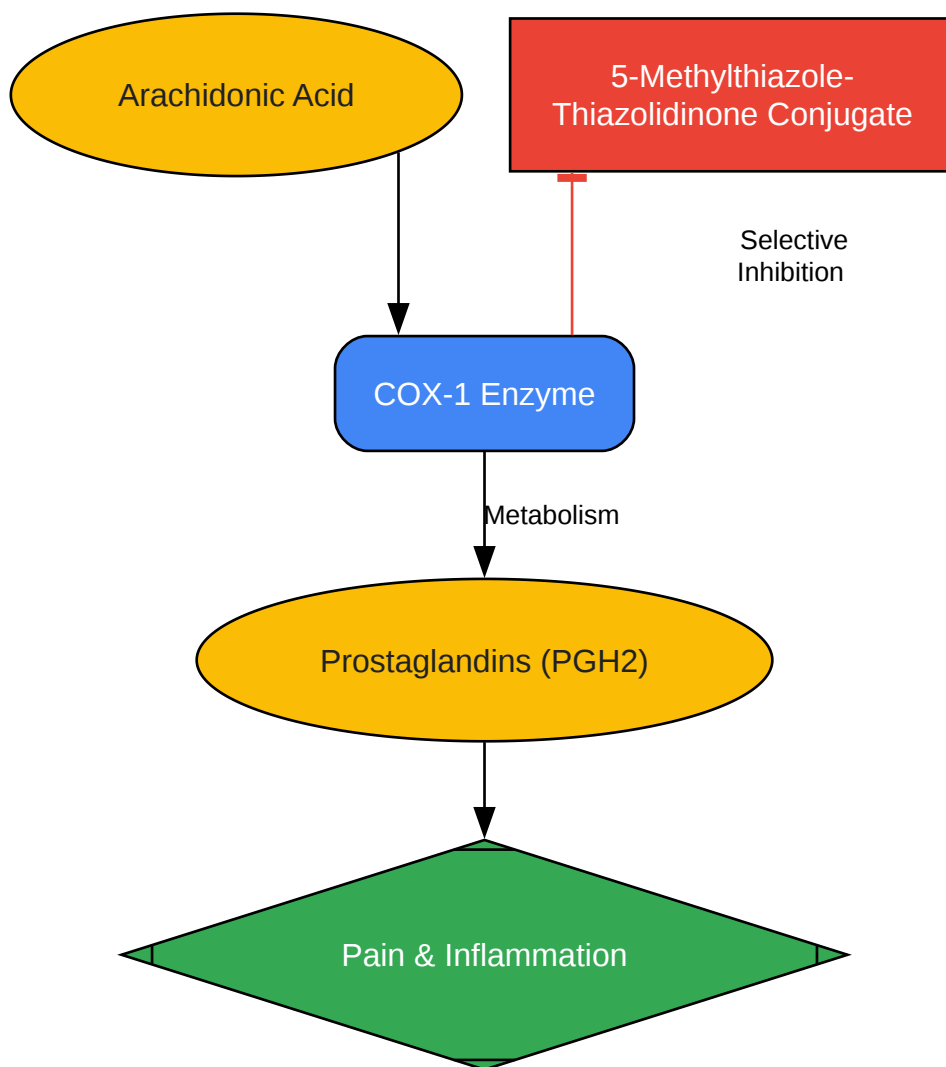 Arachidonic Acid
5-Methylthiazole-
Thiazolidinone Conjugate
Selective
Inhibition
COX-1 Enzyme
Metabolism
Prostaglandins (PGH2)
Pain & Inflammation